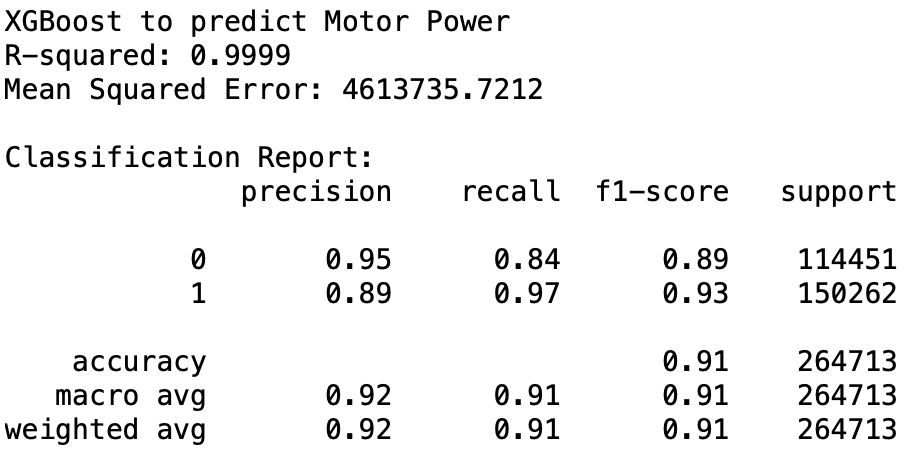 XGBoost to predict Motor Power
R-squared: 0.9999
Mean Squared Error: 4613735.7212
Classification Report:
precision recall f1-score support
0 0.95 0.84 0.89 114451
1 0.89 0.97 0.93 150262
accuracy 0.91 264713
macro avg 0.92 0.91 0.91 264713
weighted avg 0.92 0.91 0.91 264713